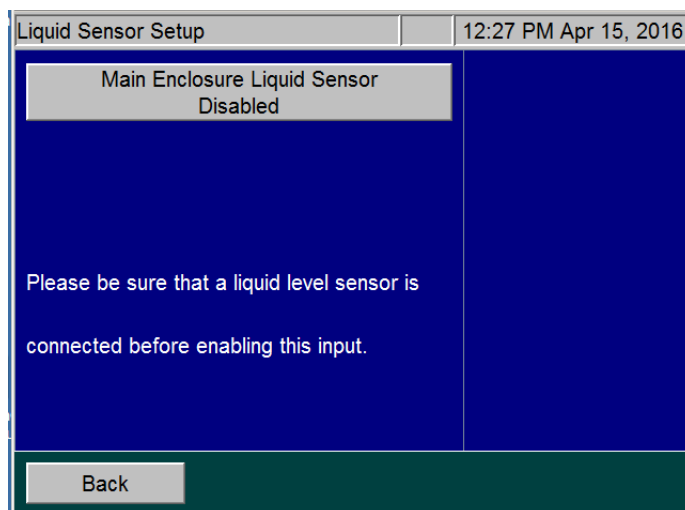 Liquid Sensor Setup
12:27 PM Apr 15, 2016
Main Enclosure Liquid Sensor
Disabled
Please be sure that a liquid level sensor is
connected before enabling this input.
Back